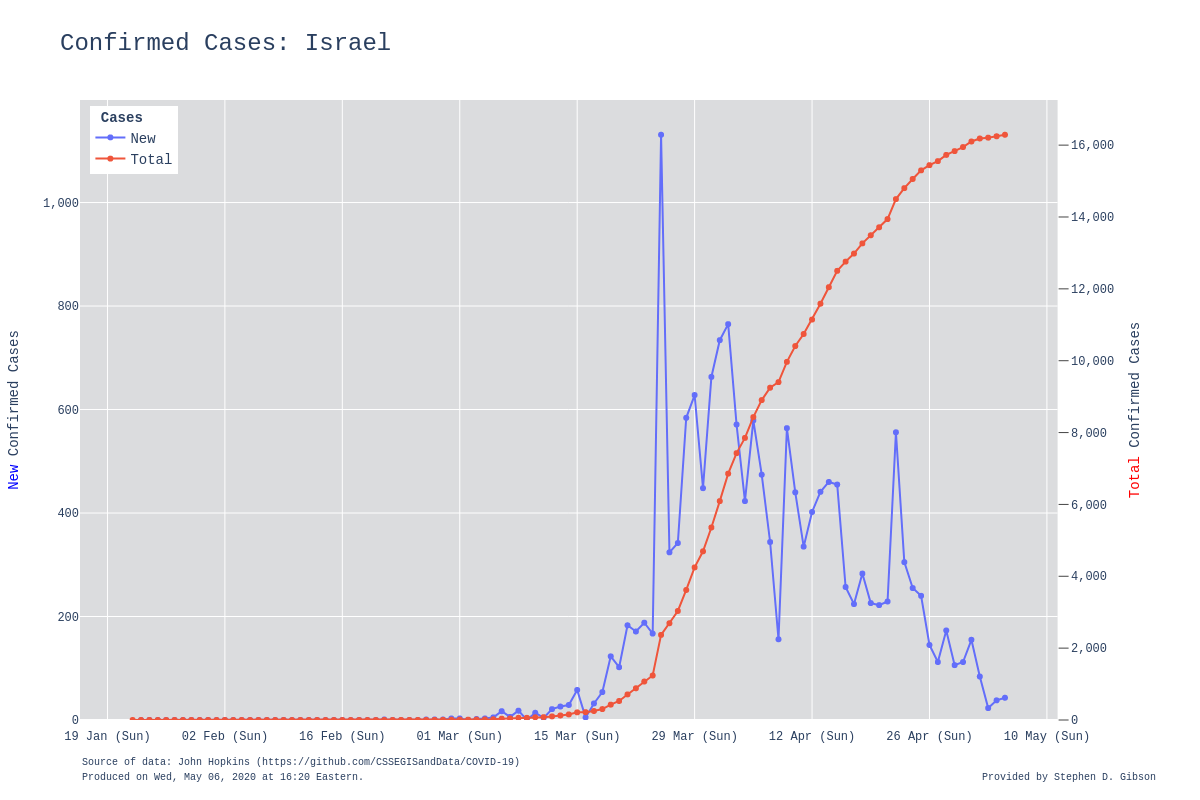 Confirmed Cases: Israel
Cases
New
Total
1,000
800
600
400
200
0
New Confirmed Cases
16,000
14,000
12,000
10,000
8,000
6,000
4,000
2,000
0
Total Confirmed Cases
19 Jan (Sun)
02 Feb (Sun)
16 Feb (Sun)
01 Mar (Sun)
15 Mar (Sun)
29 Mar (Sun)
12 Apr (Sun)
26 Apr (Sun)
10 May (Sun)
Source of data: John Hopkins (https://github.com/CSSEGISandData/COVID-19)
Produced on Wed, May 06, 2020 at 16:20 Eastern.
Provided by Stephen D. Gibson